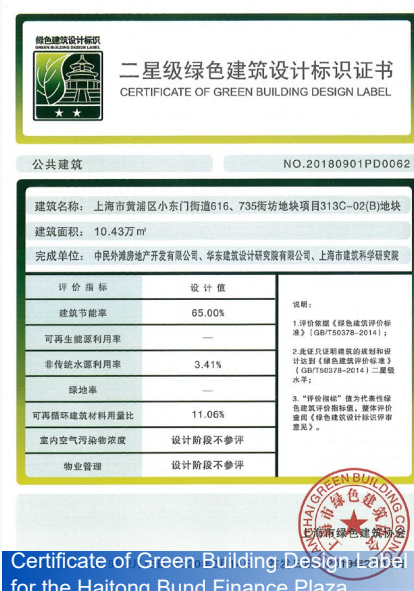 绿色建筑设计标识
GREEN BUILDING DESIGN LABEL
二星级绿色建筑设计标识证书
CERTIFICATE OF GREEN BUILDING DESIGN LABEL
公共建筑 NO.20180901PD0062
建筑名称： 上海市黄浦区小东门街道616、735街坊地块项目313C-02(B)地块
建筑面积： 10.43万㎡
完成单位： 中民外滩房地产开发有限公司、华东建筑设计研究院有限公司、上海市建筑科学研究院
评价指标 设计值
建筑节能率 65.00%
可再生能源利用率 —
非传统水源利用率 3.41%
绿地率 —
可再循环建筑材料用量比 11.06%
室内空气污染物浓度 设计阶段不参评
物业管理 设计阶段不参评
说明：
1.评价依据《绿色建筑评价标
准》（GB/T50378-2014）；
2.此证只证明建筑的规划和设
计达到《绿色建筑评价标准》
（GB/T50378-2014）二星级
水平；
3.“评价指标”值为代表性绿
色建筑评价指标值，整体评价
查阅《绿色建筑设计标识评审
意见》。
SHANGHAI GREEN BUILDING
上海市绿色建筑协会
Certificate of Green Building Design Label
for the Haitong Bund Finance Plaza